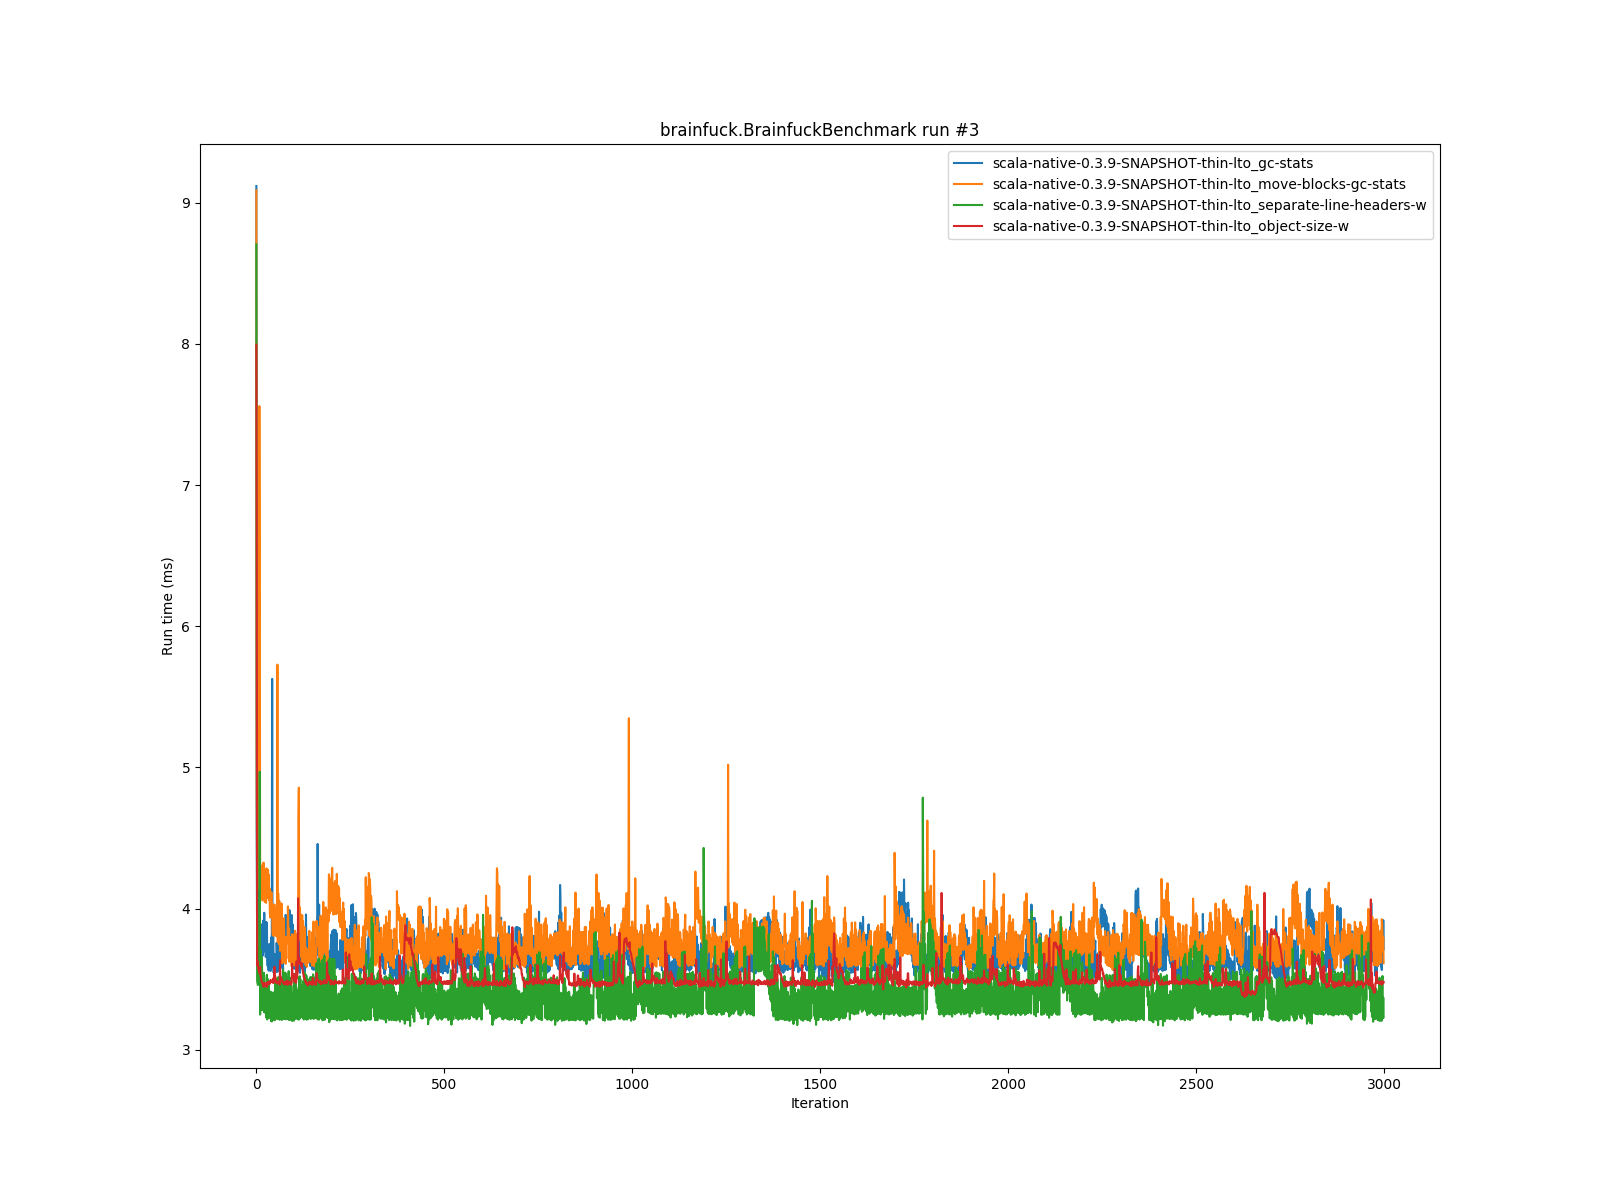 brainfuck.BrainfuckBenchmark run #3
scala-native-0.3.9-SNAPSHOT-thin-lto_gc-stats
scala-native-0.3.9-SNAPSHOT-thin-lto_move-blocks-gc-stats
scala-native-0.3.9-SNAPSHOT-thin-lto_separate-line-headers-w
scala-native-0.3.9-SNAPSHOT-thin-lto_object-size-w
Run time (ms)
9
8
7
6
5
4
3
0 500 1000 1500 2000 2500 3000
Iteration